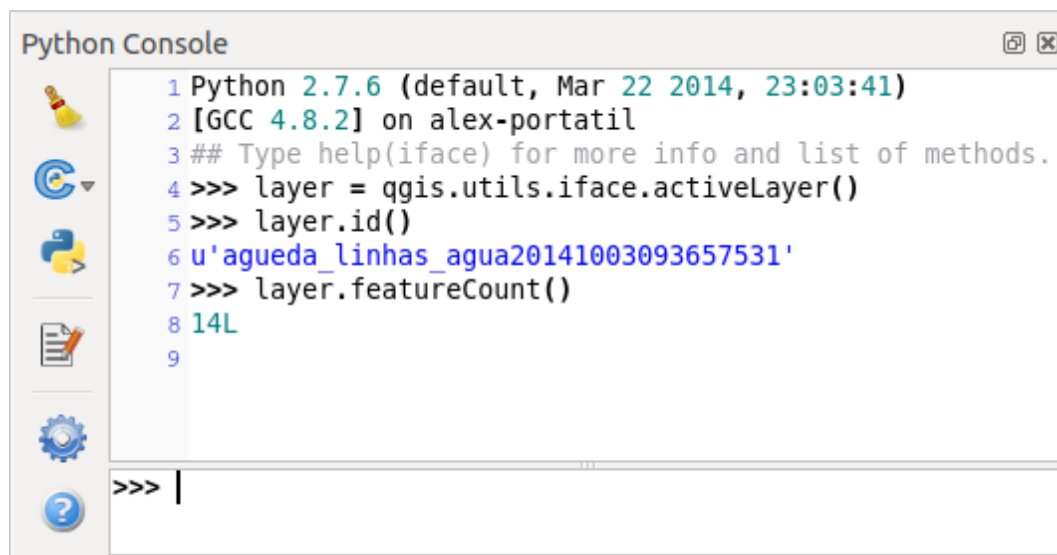 Python Console
1 Python 2.7.6 (default, Mar 22 2014, 23:03:41)
2 [GCC 4.8.2] on alex-portatil
3 ## Type help(iface) for more info and list of methods.
4 >>> layer = qgis.utils.iface.activeLayer()
5 >>> layer.id()
6 u'agueda_linhas_agua20141003093657531'
7 >>> layer.featureCount()
8 14L
9
>>>